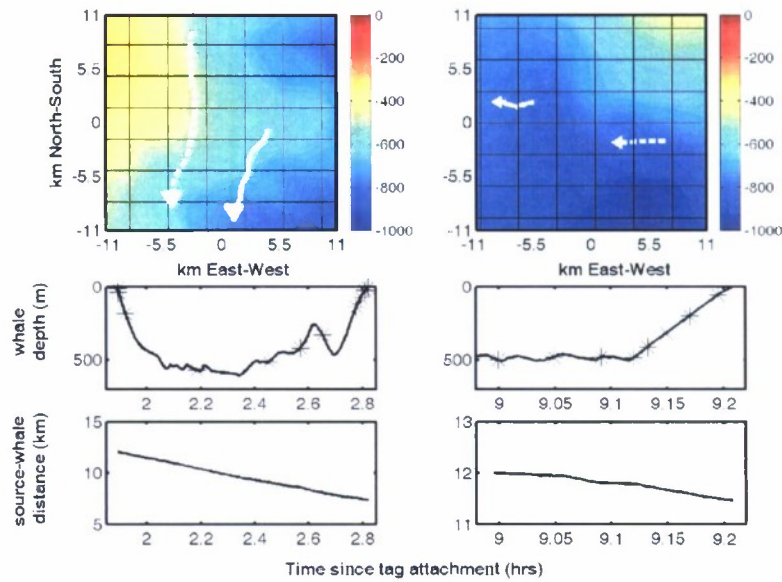 11
5.5
0
-5.5
-11
km North-South
-11 -5.5 0 5.5 11
km East-West
0
-200
-400
-600
-800
-1000
11
5.5
0
-5.5
-11
-11 -5.5 0 5.5 11
km East-West
0
-200
-400
-600
-800
-1000
whale
depth (m)
0
500
2 2.2 2.4 2.6 2.8
0
500
9 9.05 9.1 9.15 9.2
source-whale
distance (km)
15
10
5
2 2.2 2.4 2.6 2.8
13
12
11
9 9.05 9.1 9.15 9.2
Time since tag attachment (hrs)